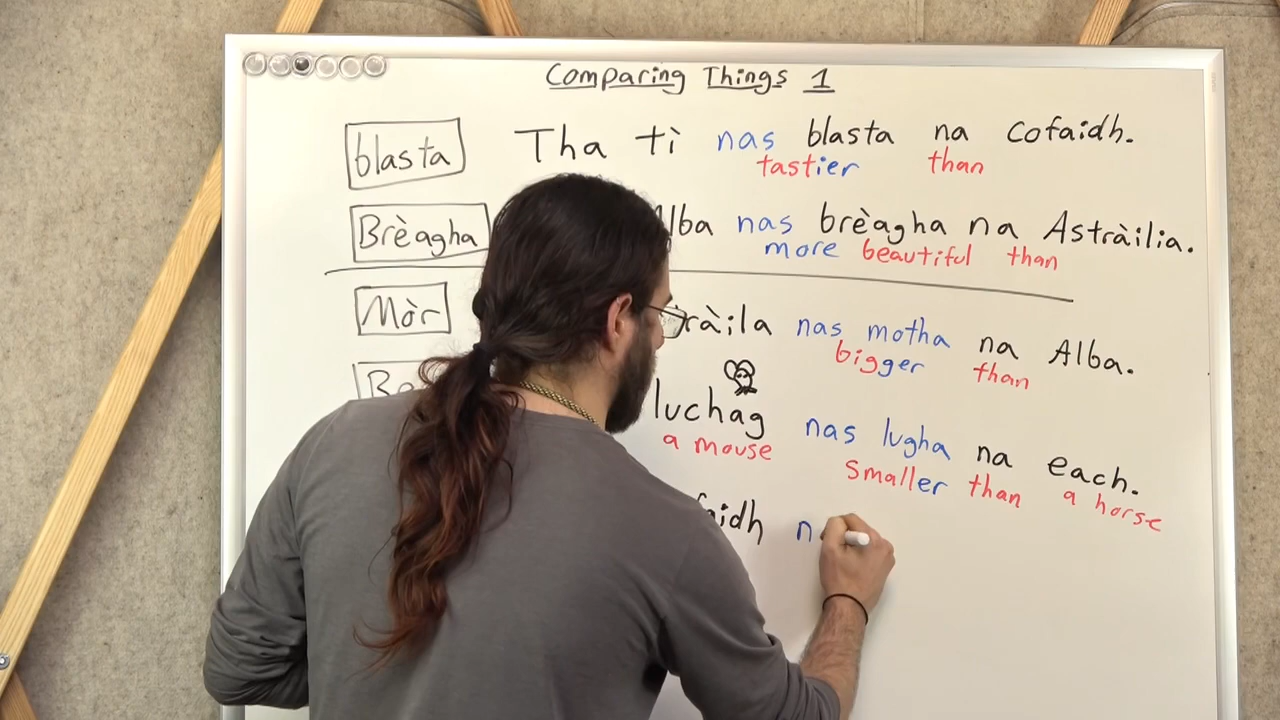 Comparing Things 1
blasta Tha tì nas blasta na cofaidh.
tastier than
Brèagha nas brèagha na Astràilia.
more beautiful than
Mòr nas motha na Alba.
bigger than
luchag nas lugha na each.
a mouse smaller than a horse